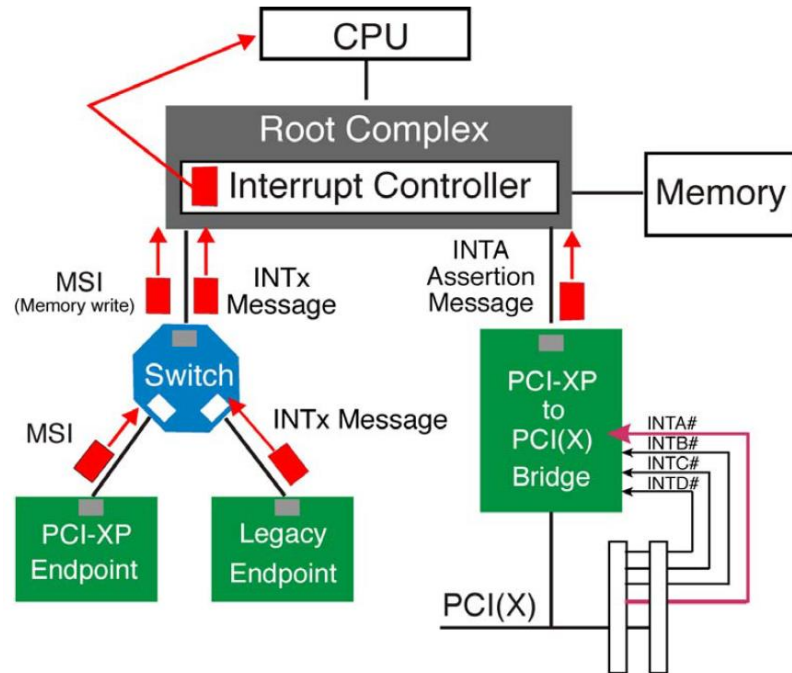 CPU
Root Complex
Interrupt Controller
Memory
MSI
(Memory write)
INTx
Message
INTA
Assertion
Message
Switch
MSI
INTx Message
PCI-XP
to
PCI(X)
Bridge
INTA#
INTB#
INTC#
INTD#
PCI-XP
Endpoint
Legacy
Endpoint
PCI(X)